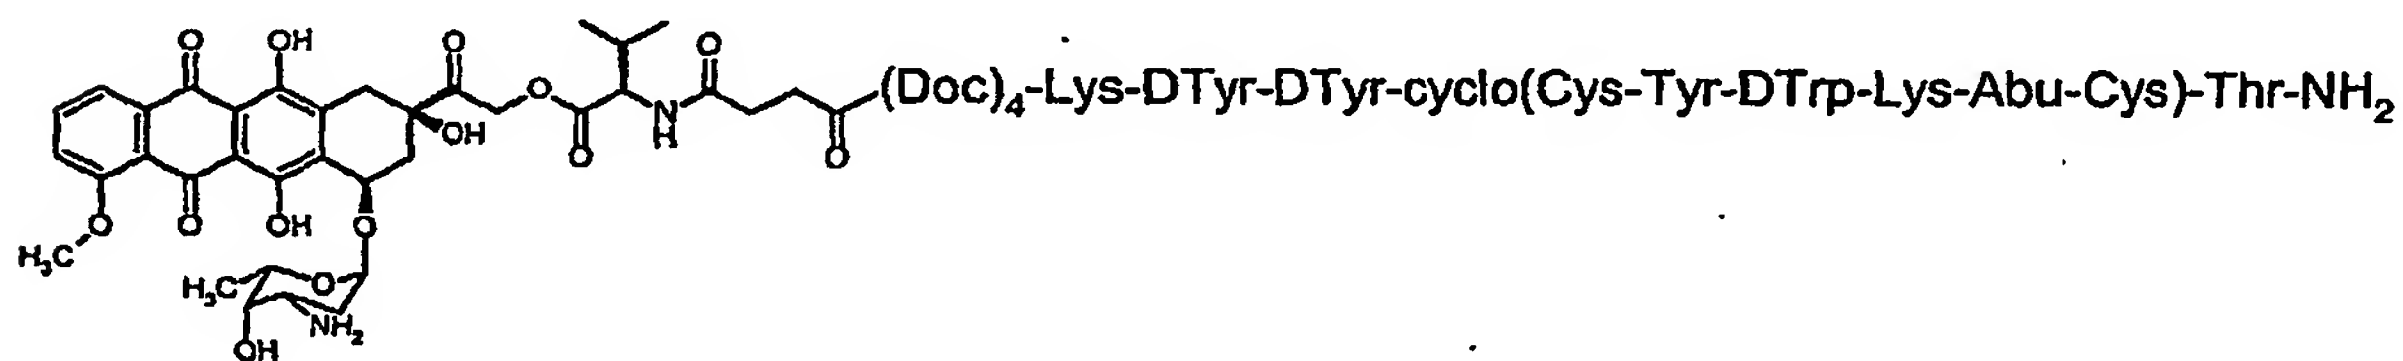 O OH O O (Doc)₄-Lys-DTyr-DTyr-cyclo(Cys-Tyr-DTrp-Lys-Abu-Cys)-Thr-NH₂
O
OH O N H O
O O OH O
H₃C
H₃C O
NH₂
OH